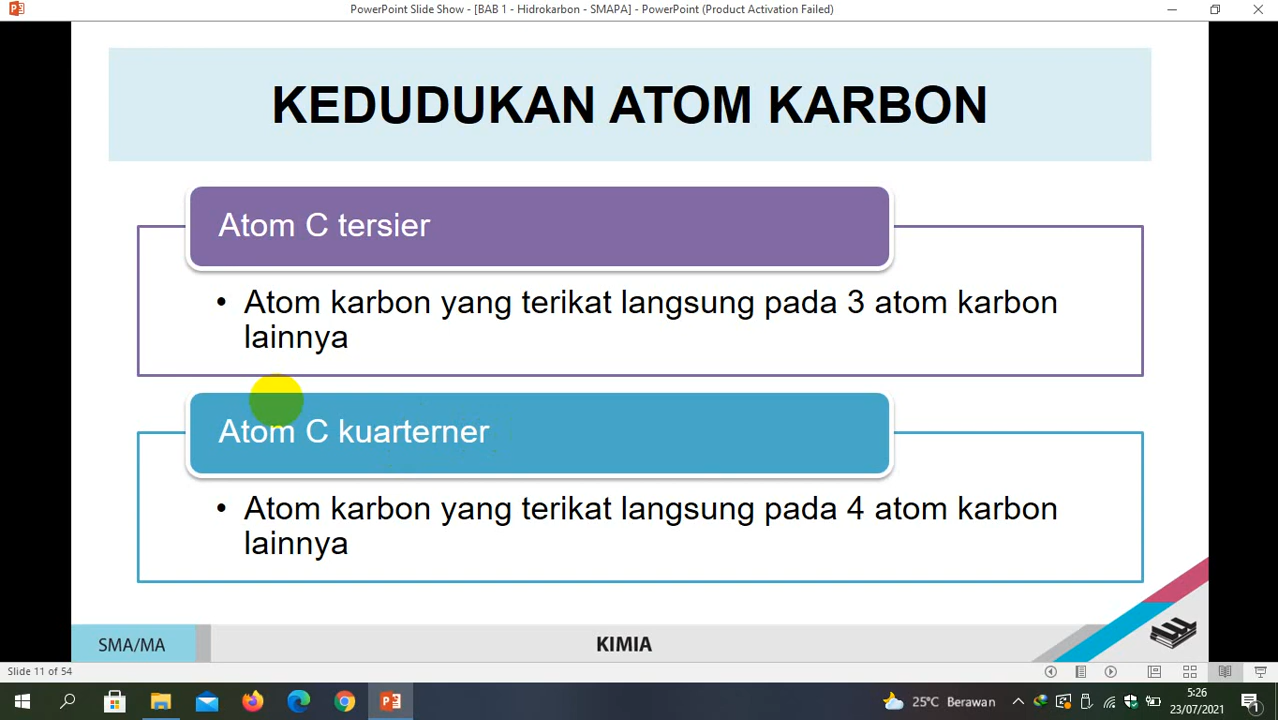 PowerPoint Slide Show - [BAB 1 - Hidrokarbon - SMAPA] - PowerPoint (Product Activation Failed)
KEDUDUKAN ATOM KARBON
Atom C tersier
• Atom karbon yang terikat langsung pada 3 atom karbon
lainnya
Atom C kuarterner
• Atom karbon yang terikat langsung pada 4 atom karbon
lainnya
SMA/MA
KIMIA
Slide 11 of 54
25°C Berawan
5:26
23/07/2021
1